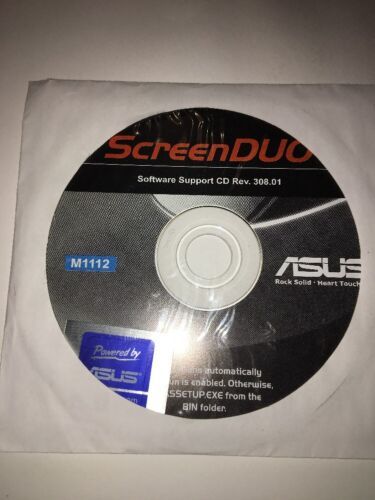 ScreenDUO
Software Support CD Rev. 308.01
M1112
ASUS
Rock Solid · Heart Touch
Powered by
ASUS
automatically
is enabled. Otherwise,
ASSETUP.EXE from the
BIN folder.